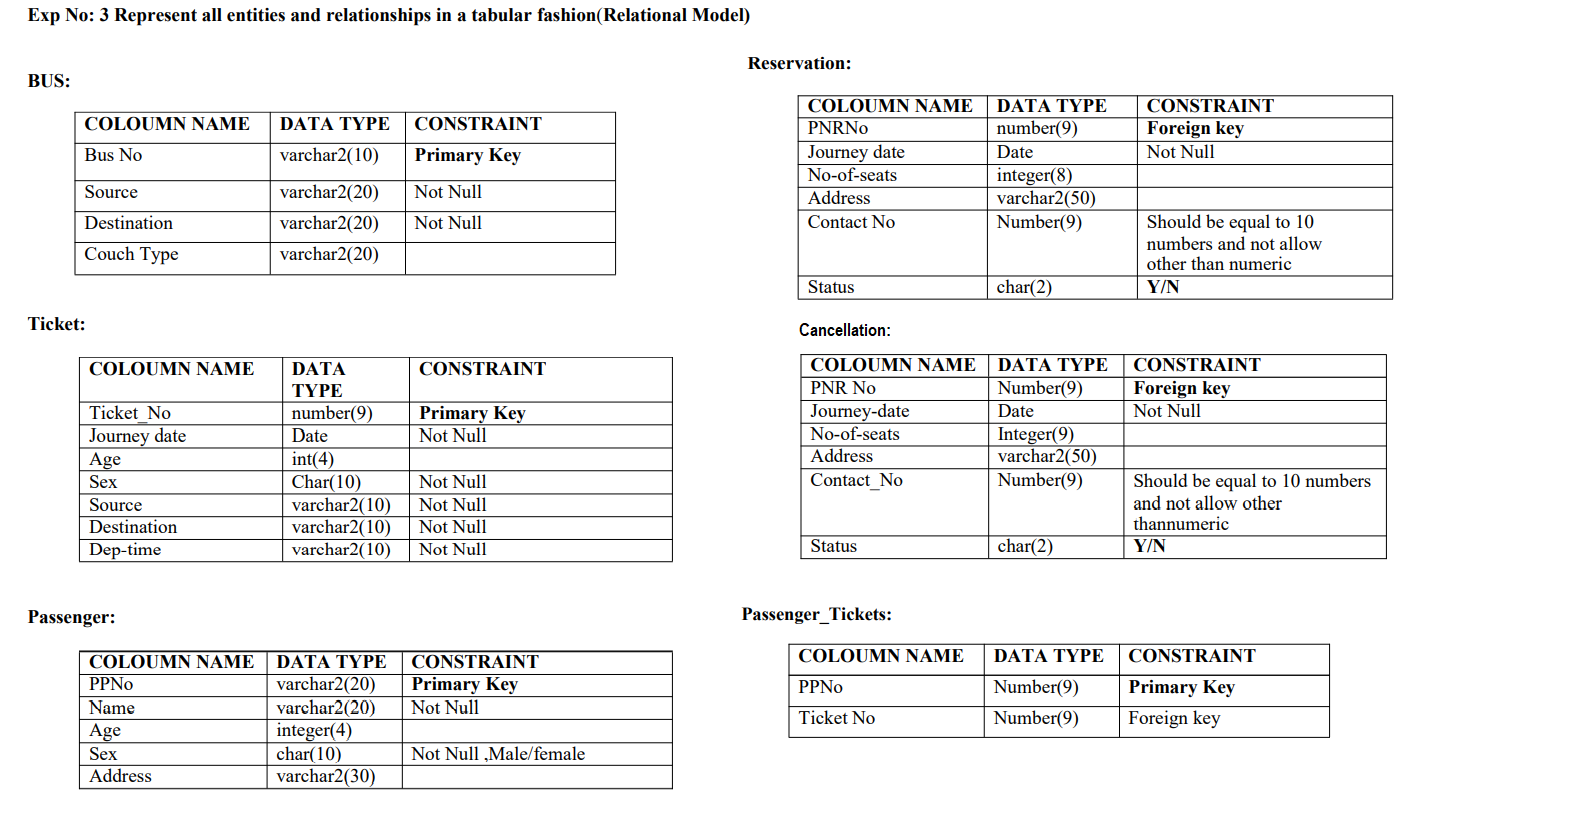 Exp No: 3 Represent all entities and relationships in a tabular fashion(Relational Model)
BUS:
COLOUMN NAME DATA TYPE CONSTRAINT
Bus No varchar2(10) Primary Key
Source varchar2(20) Not Null
Destination varchar2(20) Not Null
Couch Type varchar2(20)
Ticket:
COLOUMN NAME DATA CONSTRAINT
TYPE
Ticket_No number(9) Primary Key
Journey date Date Not Null
Age int(4)
Sex Char(10) Not Null
Source varchar2(10) Not Null
Destination varchar2(10) Not Null
Dep-time varchar2(10) Not Null
Passenger:
COLOUMN NAME DATA TYPE CONSTRAINT
PPNo varchar2(20) Primary Key
Name varchar2(20) Not Null
Age integer(4)
Sex char(10) Not Null ,Male/female
Address varchar2(30)
Reservation:
COLOUMN NAME DATA TYPE CONSTRAINT
PNRNo number(9) Foreign key
Journey date Date Not Null
No-of-seats integer(8)
Address varchar2(50)
Contact No Number(9) Should be equal to 10
numbers and not allow
other than numeric
Status char(2) Y/N
Cancellation:
COLOUMN NAME DATA TYPE CONSTRAINT
PNR No Number(9) Foreign key
Journey-date Date Not Null
No-of-seats Integer(9)
Address varchar2(50)
Contact_No Number(9) Should be equal to 10 numbers
and not allow other
thannumeric
Status char(2) Y/N
Passenger_Tickets:
COLOUMN NAME DATA TYPE CONSTRAINT
PPNo Number(9) Primary Key
Ticket No Number(9) Foreign key